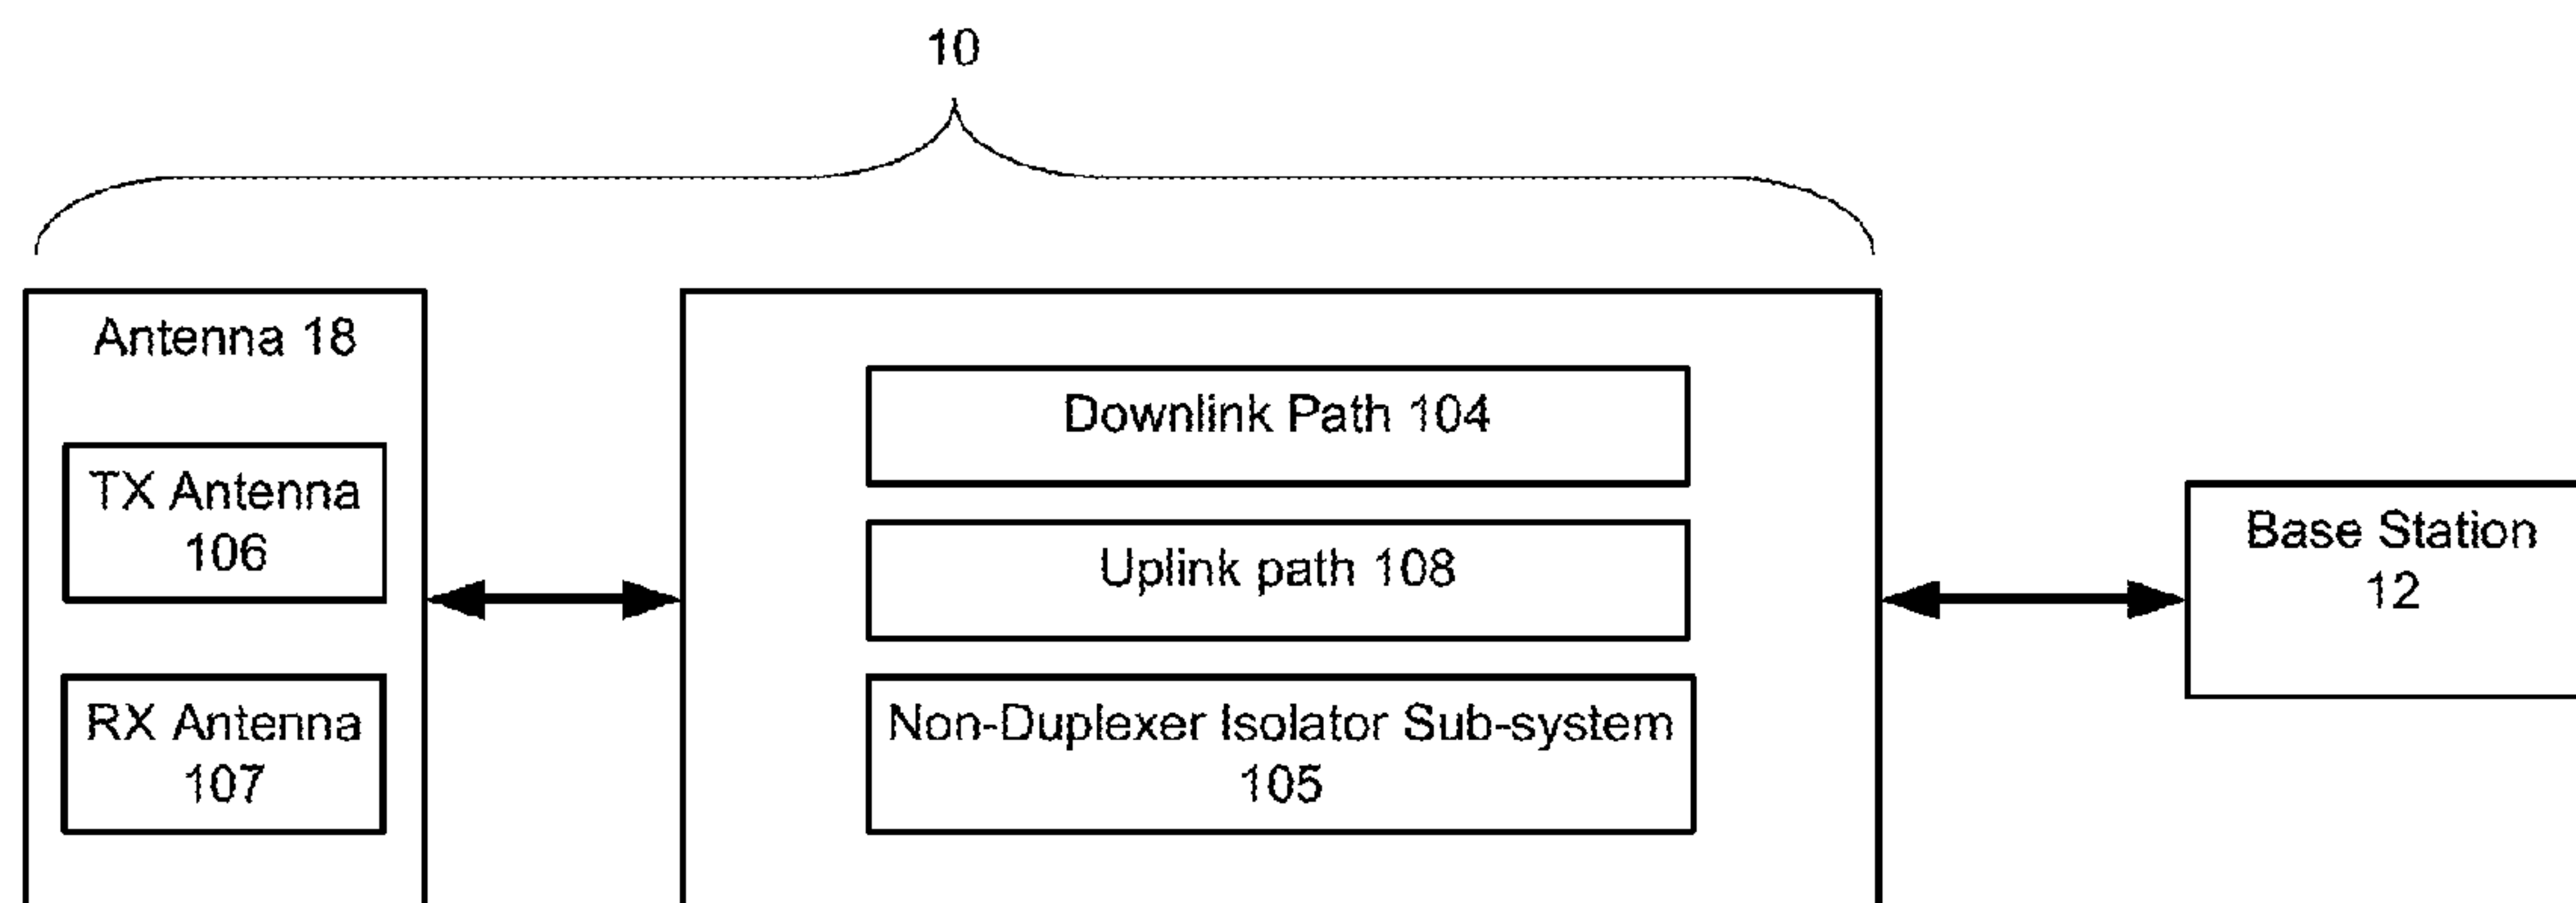 10
Antenna 18
TX Antenna
106
RX Antenna
107
Downlink Path 104
Uplink path 108
Non-Duplexer Isolator Sub-system
105
Base Station
12